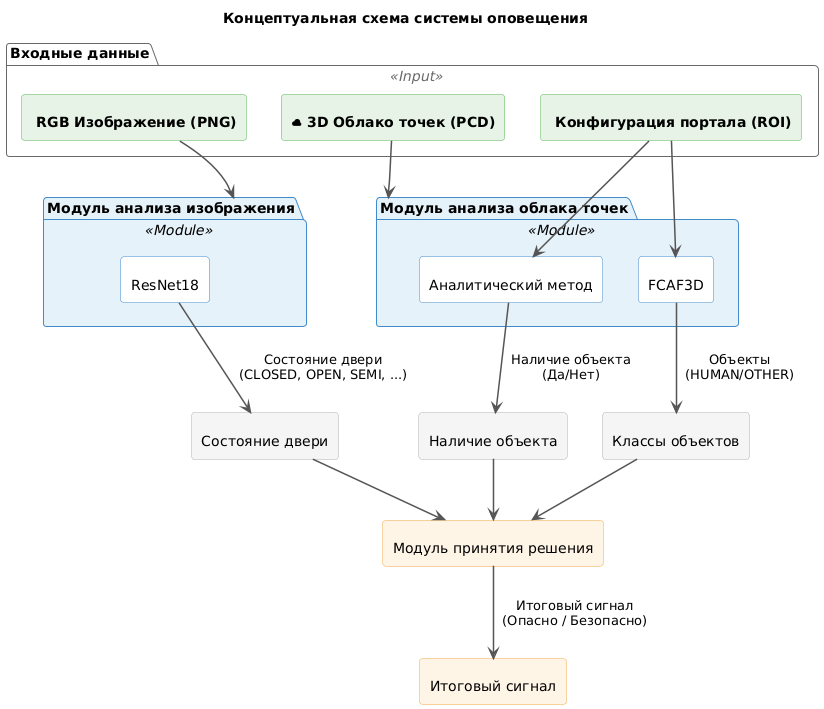 Концептуальная схема системы оповещения
Входные данные
«Input»
RGB Изображение (PNG)
3D Облако точек (PCD)
Конфигурация портала (ROI)
Модуль анализа изображения
«Module»
ResNet18
Модуль анализа облака точек
«Module»
Аналитический метод
FCAF3D
Состояние двери
(CLOSED, OPEN, SEMI, ...)
Наличие объекта
(Да/Нет)
Объекты
(HUMAN/OTHER)
Состояние двери
Наличие объекта
Классы объектов
Модуль принятия решения
Итоговый сигнал
(Опасно / Безопасно)
Итоговый сигнал